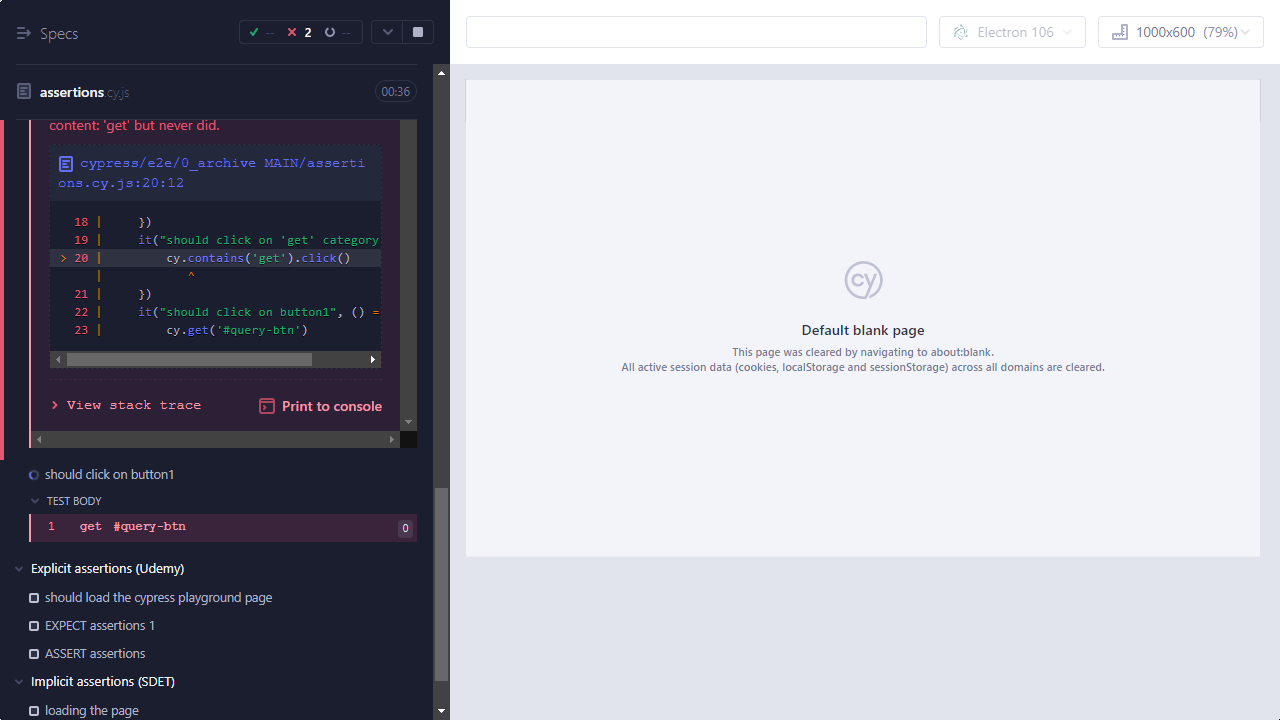 Specs
-- 2 --
assertions.cy.js 00:36
content: 'get' but never did.
cypress/e2e/0_archive MAIN/asserti
ons.cy.js:20:12
18 | })
19 | it("should click on 'get' category
> 20 | cy.contains('get').click()
| ^
21 | })
22 | it("should click on button1", () =
23 | cy.get('#query-btn')
> View stack trace
Print to console
should click on button1
TEST BODY
1 get #query-btn 0
Explicit assertions (Udemy)
should load the cypress playground page
EXPECT assertions 1
ASSERT assertions
Implicit assertions (SDET)
loading the page
Electron 106
1000x600 (79%)
cy
Default blank page
This page was cleared by navigating to about:blank.
All active session data (cookies, localStorage and sessionStorage) across all domains are cleared.